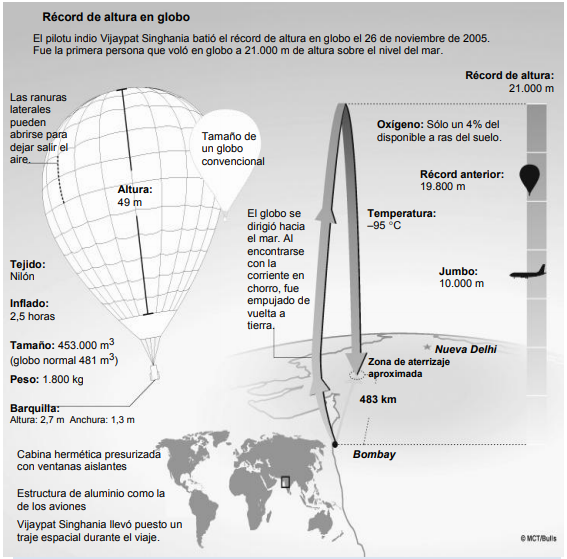 Récord de altura en globo
El pilotu indio Vijaypat Singhania batió el récord de altura en globo el 26 de noviembre de 2005.
Fue la primera persona que voló en globo a 21.000 m de altura sobre el nivel del mar.
Récord de altura:
21.000 m
Las ranuras
laterales
pueden
abrirse para
dejar salir el
aire.
Tamaño de
un globo
convencional
Oxígeno: Sólo un 4% del
disponible a ras del suelo.
Altura:
49 m
Récord anterior:
19.800 m
El globo se
dirigió hacia
el mar. Al
encontrarse
con la
corriente en
chorro, fue
empujado de
vuelta a
tierra.
Temperatura:
–95 °C
Tejido:
Nilón
Jumbo:
10.000 m
Inflado:
2,5 horas
Tamaño: 453.000 m3
(globo normal 481 m3)
Nueva Delhi
Zona de aterrizaje
aproximada
Peso: 1.800 kg
483 km
Barquilla:
Altura: 2,7 m Anchura: 1,3 m
Bombay
Cabina hermética presurizada
con ventanas aislantes
Estructura de aluminio como la
de los aviones
Vijaypat Singhania llevó puesto un
traje espacial durante el viaje.
© MCT/Bulls